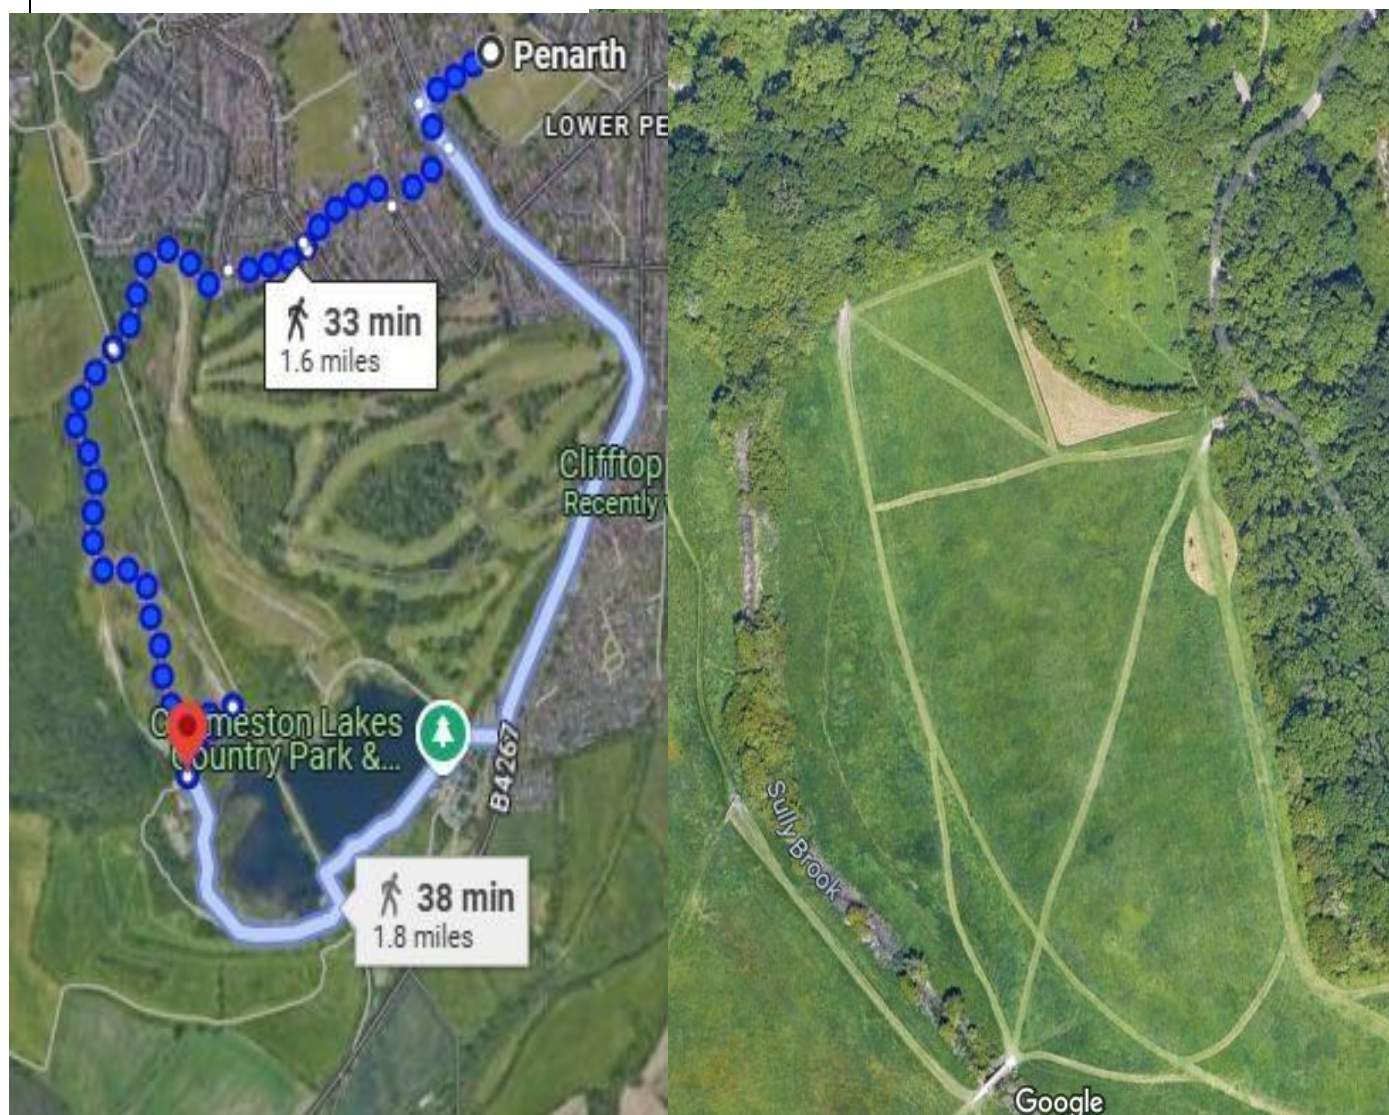 Penarth
LOWER PE
33 min
1.6 miles
Clifftop
Recently
meston Lakes
Country Park &...
B4267
38 min
1.8 miles
Sully Brook
Google